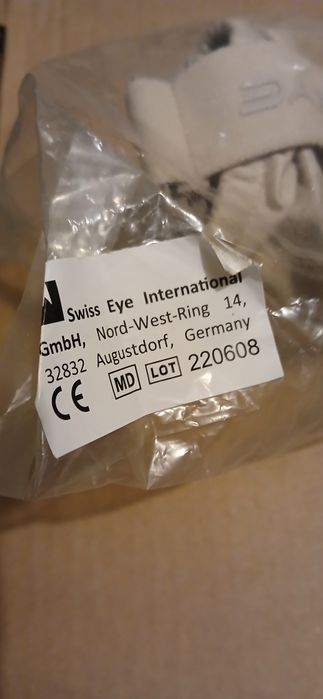 Swiss Eye International
GmbH, Nord-West-Ring 14,
32832 Augustdorf, Germany
CE MD LOT 220608